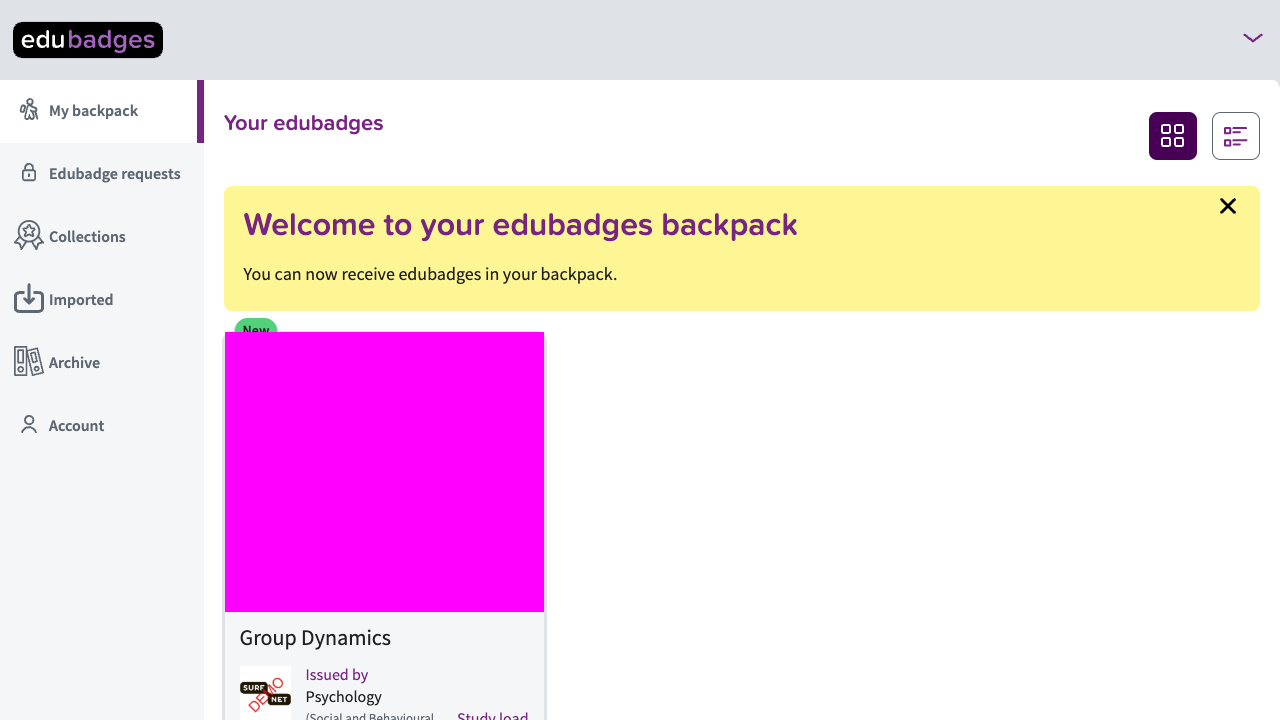 edubadges
My backpack
Edubadge requests
Collections
Imported
Archive
Account
Your edubadges
Welcome to your edubadges backpack
You can now receive edubadges in your backpack.
New
Group Dynamics
SURF
NET
DEMO
Issued by
Psychology
(Social and Behavioural
Study load